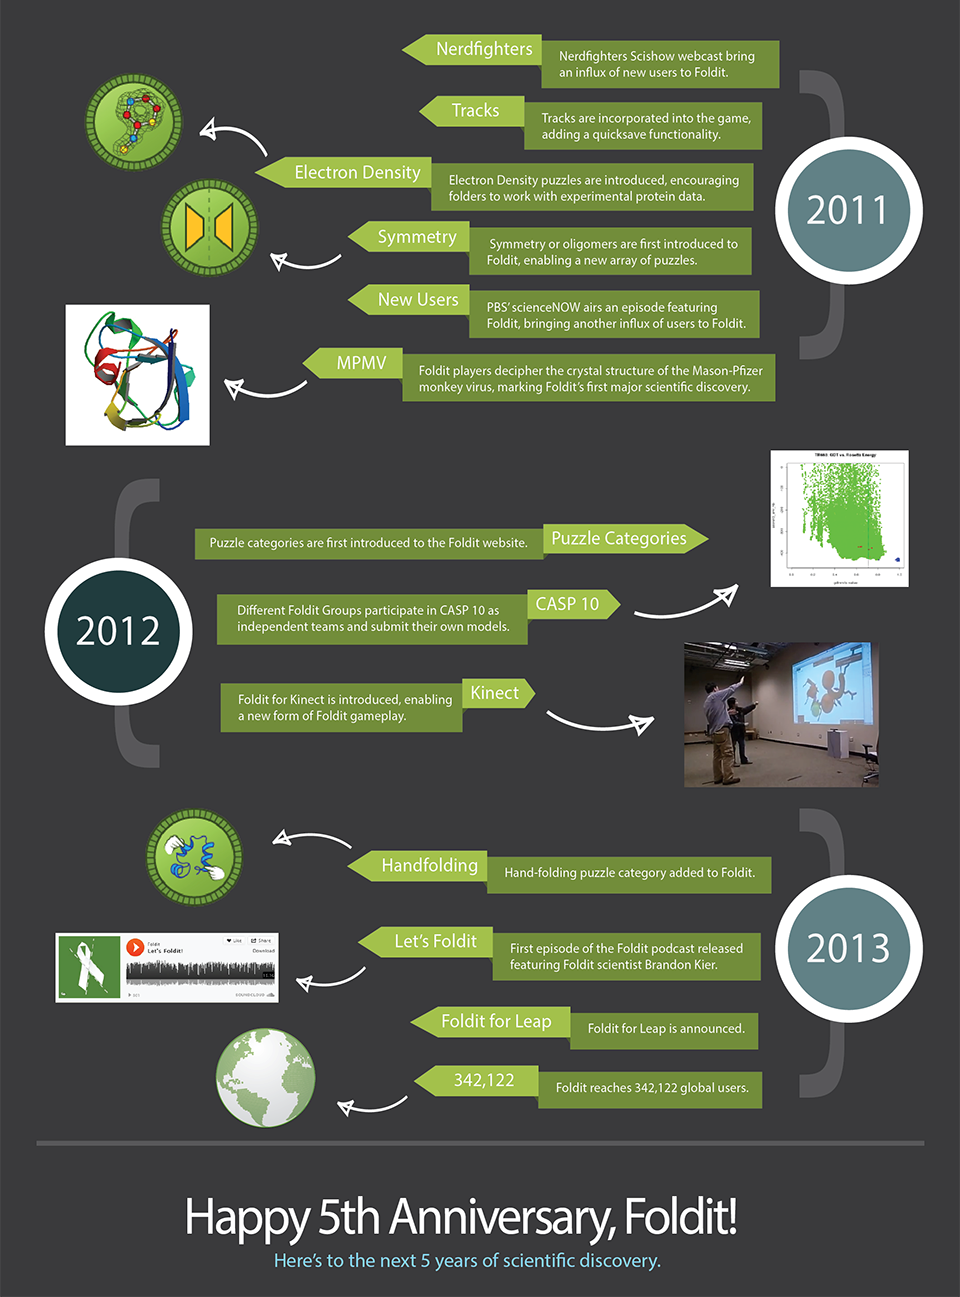 Nerdfighters
Nerdfighters Scishow webcast bring
an influx of new users to Foldit.
Tracks
Tracks are incorporated into the game,
adding a quicksave functionality.
Electron Density
Electron Density puzzles are introduced, encouraging
folders to work with experimental protein data.
2011
Symmetry
Symmetry or oligomers are first introduced to
Foldit, enabling a new array of puzzles.
New Users
PBS' scienceNOW airs an episode featuring
Foldit, bringing another influx of users to Foldit.
MPMV
Foldit players decipher the crystal structure of the Mason-Pfizer
monkey virus, marking Foldit's first major scientific discovery.
2012
Puzzle categories are first introduced to the Foldit website.
Puzzle Categories
Different Foldit Groups participate in CASP 10 as
independent teams and submit their own models.
CASP 10
Foldit for Kinect is introduced, enabling
a new form of Foldit gameplay.
Kinect
Handfolding
Hand-folding puzzle category added to Foldit.
Foldit
Let's Foldit!
Like
Share
Download
SOUNDCLOUD
Let's Foldit
First episode of the Foldit podcast released
featuring Foldit scientist Brandon Kier.
2013
Foldit for Leap
Foldit for Leap is announced.
342,122
Foldit reaches 342,122 global users.
Happy 5th Anniversary, Foldit!
Here's to the next 5 years of scientific discovery.